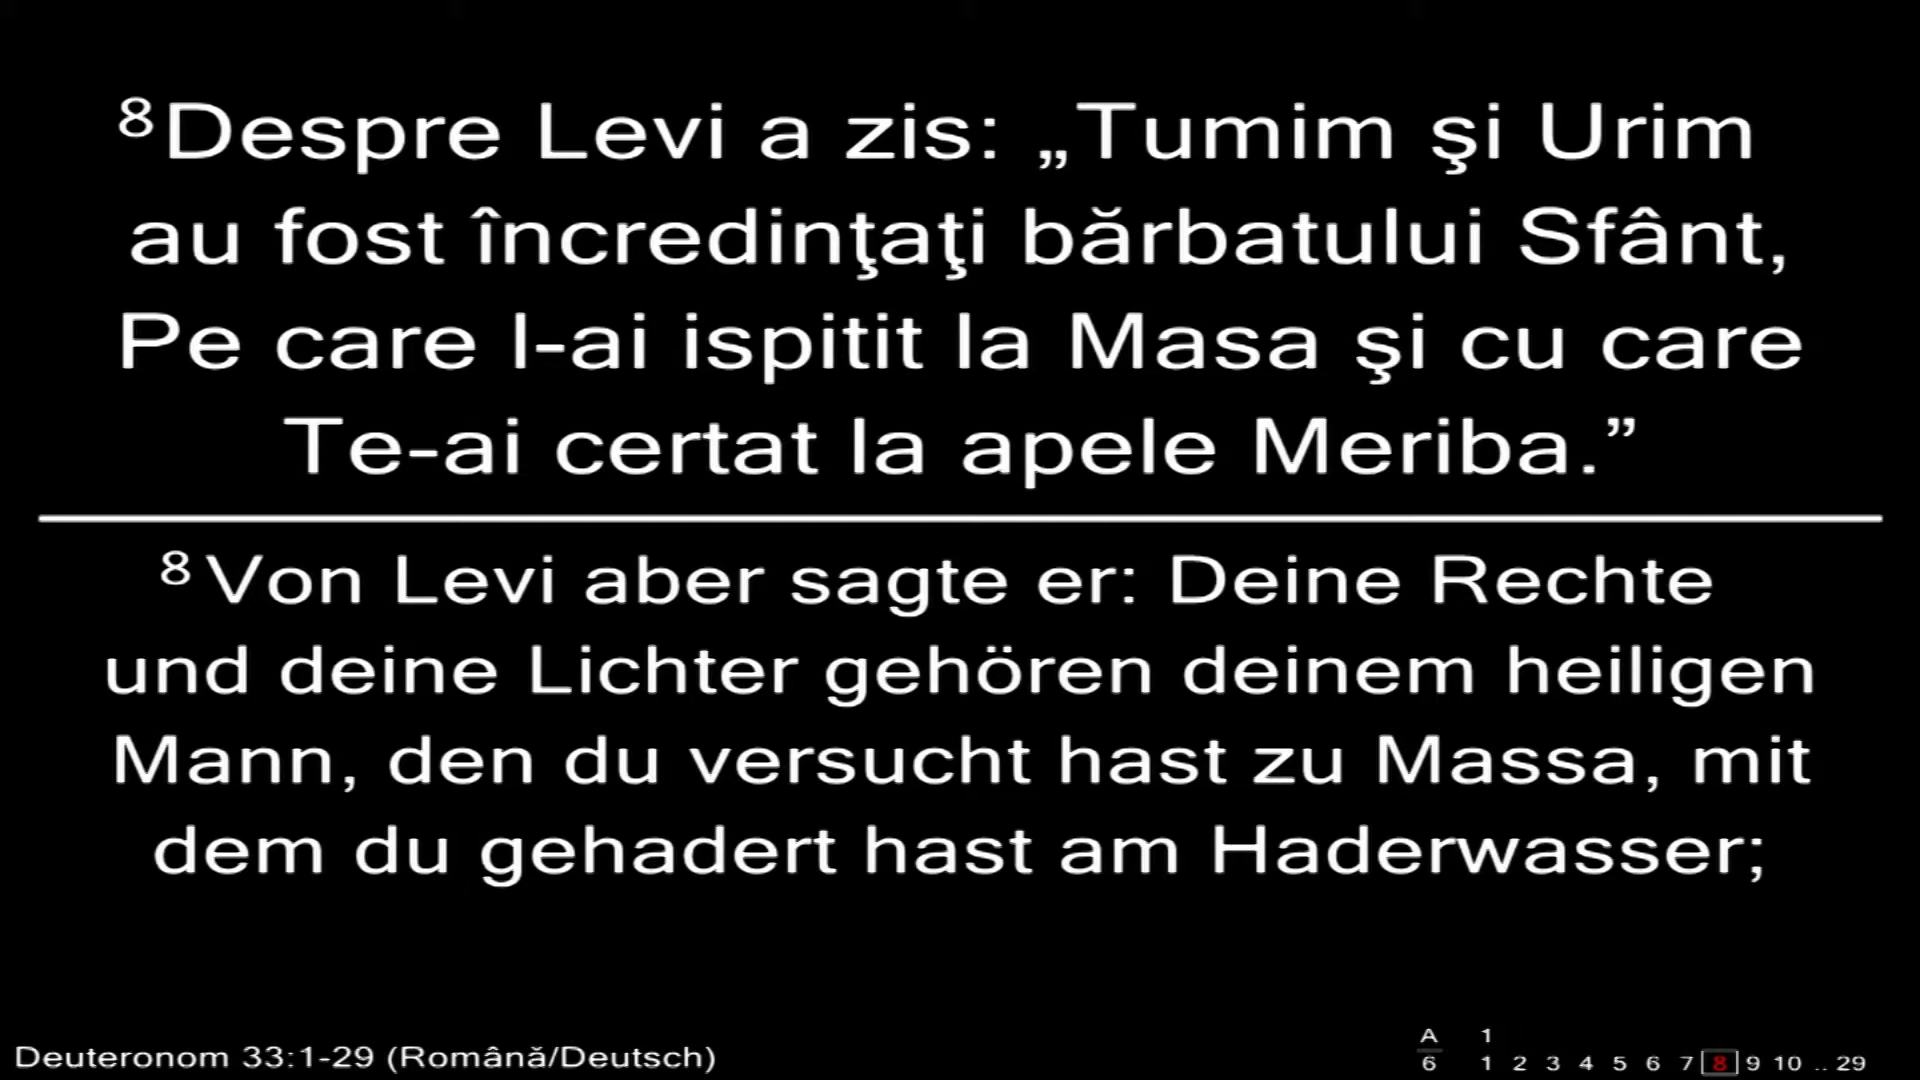 8Despre Levi a zis: „Tumim şi Urim
au fost încredinţaţi bărbatului Sfânt,
Pe care l-ai ispitit la Masa şi cu care
Te-ai certat la apele Meriba.”
8 Von Levi aber sagte er: Deine Rechte
und deine Lichter gehören deinem heiligen
Mann, den du versucht hast zu Massa, mit
dem du gehadert hast am Haderwasser;
Deuteronom 33:1-29 (Română/Deutsch)
A 1
6 1 2 3 4 5 6 7 8 9 10 .. 29